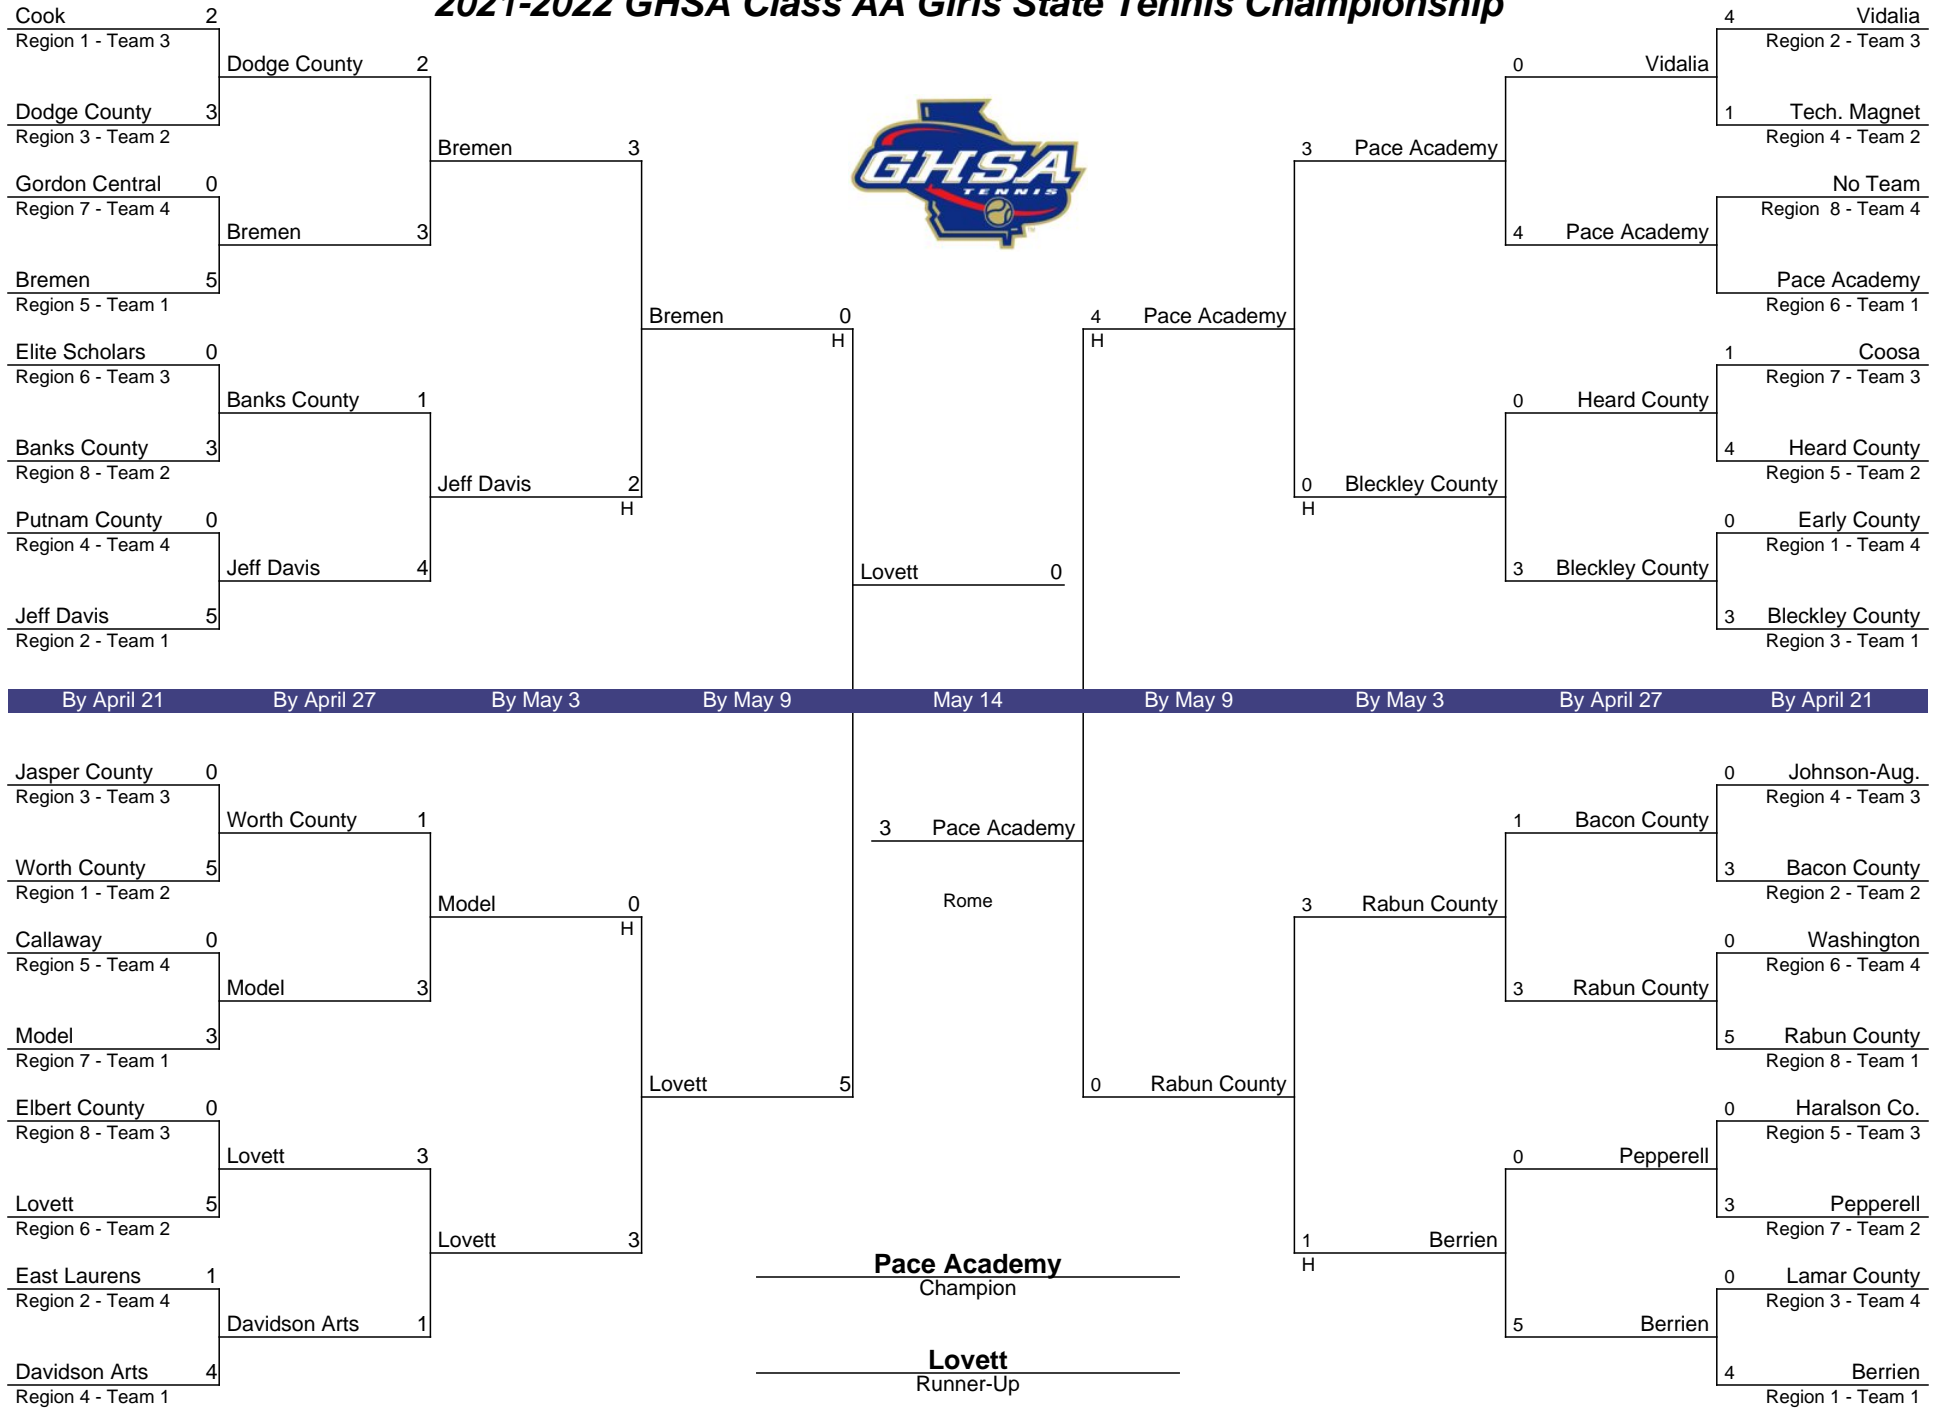 2021-2022 GHSA Class AA Girls State Tennis Championship
Cook 2
Region 1 - Team 3
Dodge County 3
Region 3 - Team 2
Gordon Central 0
Region 7 - Team 4
Bremen 5
Region 5 - Team 1
Elite Scholars 0
Region 6 - Team 3
Banks County 3
Region 8 - Team 2
Putnam County 0
Region 4 - Team 4
Jeff Davis 5
Region 2 - Team 1
Dodge County 2
Bremen 3
Banks County 1
Jeff Davis 4
Bremen 3
Jeff Davis 2
H
Bremen 0
H
Lovett 0
GHSA
TENNIS
4 Pace Academy
H
3 Pace Academy
0 Bleckley County
H
0 Vidalia
4 Pace Academy
0 Heard County
3 Bleckley County
4 Vidalia
Region 2 - Team 3
1 Tech. Magnet
Region 4 - Team 2
No Team
Region 8 - Team 4
Pace Academy
Region 6 - Team 1
1 Coosa
Region 7 - Team 3
4 Heard County
Region 5 - Team 2
0 Early County
Region 1 - Team 4
3 Bleckley County
Region 3 - Team 1
By April 21 By April 27 By May 3 By May 9 May 14 By May 9 By May 3 By April 27 By April 21
Jasper County 0
Region 3 - Team 3
Worth County 5
Region 1 - Team 2
Callaway 0
Region 5 - Team 4
Model 3
Region 7 - Team 1
Elbert County 0
Region 8 - Team 3
Lovett 5
Region 6 - Team 2
East Laurens 1
Region 2 - Team 4
Davidson Arts 4
Region 4 - Team 1
Worth County 1
Model 3
Lovett 3
Davidson Arts 1
Model 0
H
Lovett 3
Lovett 5
3 Pace Academy
Rome
Pace Academy
Champion
Lovett
Runner-Up
0 Rabun County
3 Rabun County
1 Berrien
H
1 Bacon County
3 Rabun County
0 Pepperell
5 Berrien
0 Johnson-Aug.
Region 4 - Team 3
3 Bacon County
Region 2 - Team 2
0 Washington
Region 6 - Team 4
5 Rabun County
Region 8 - Team 1
0 Haralson Co.
Region 5 - Team 3
3 Pepperell
Region 7 - Team 2
0 Lamar County
Region 3 - Team 4
4 Berrien
Region 1 - Team 1